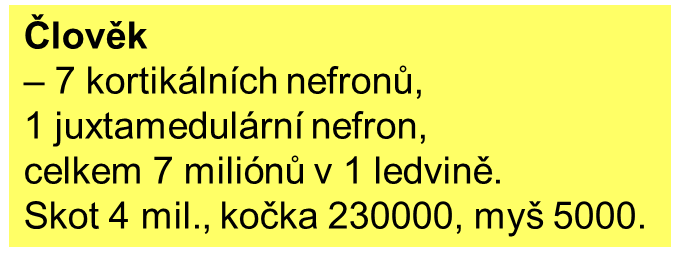 Člověk
– 7 kortikálních nefronů,
1 juxtamedulární nefron,
celkem 7 miliónů v 1 ledvině.
Skot 4 mil., kočka 230000, myš 5000.